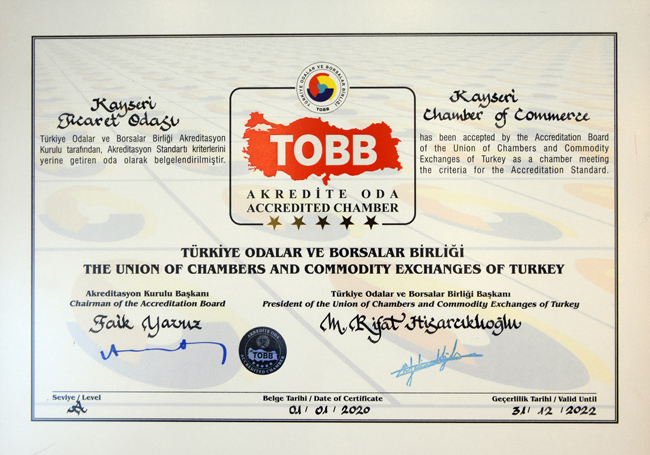 TÜRKİYE ODALAR VE BORSALAR BİRLİĞİ
TOBB
Kayseri
Ticaret Odası
Türkiye Odalar ve Borsalar Birliği Akreditasyon
Kurulu tarafından, Akreditasyon Standartı kriterlerini
yerine getiren oda olarak belgelendirilmiştir.
TOBB
AKREDİTE ODA
ACCREDITED CHAMBER
Kayseri
Chamber of Commerce
has been accepted by the Accreditation Board
of the Union of Chambers and Commodity
Exchanges of Turkey as a chamber meeting
the criteria for the Accreditation Standard.
TÜRKİYE ODALAR VE BORSALAR BİRLİĞİ
THE UNION OF CHAMBERS AND COMMODITY EXCHANGES OF TURKEY
Akreditasyon Kurulu Başkanı
Chairman of the Accreditation Board
Faik Yavuz
Türkiye Odalar ve Borsalar Birliği Başkanı
President of the Union of Chambers and Commodity Exchanges of Turkey
M. Rifat Hisarcıklıoğlu
AKREDİTE ODA
TOBB
ACCREDITED CHAMBER
Seviye / Level
A
Belge Tarihi / Date of Certificate
01/ 01/ 2020
Geçerlilik Tarihi / Valid Until
31/ 12 / 2022